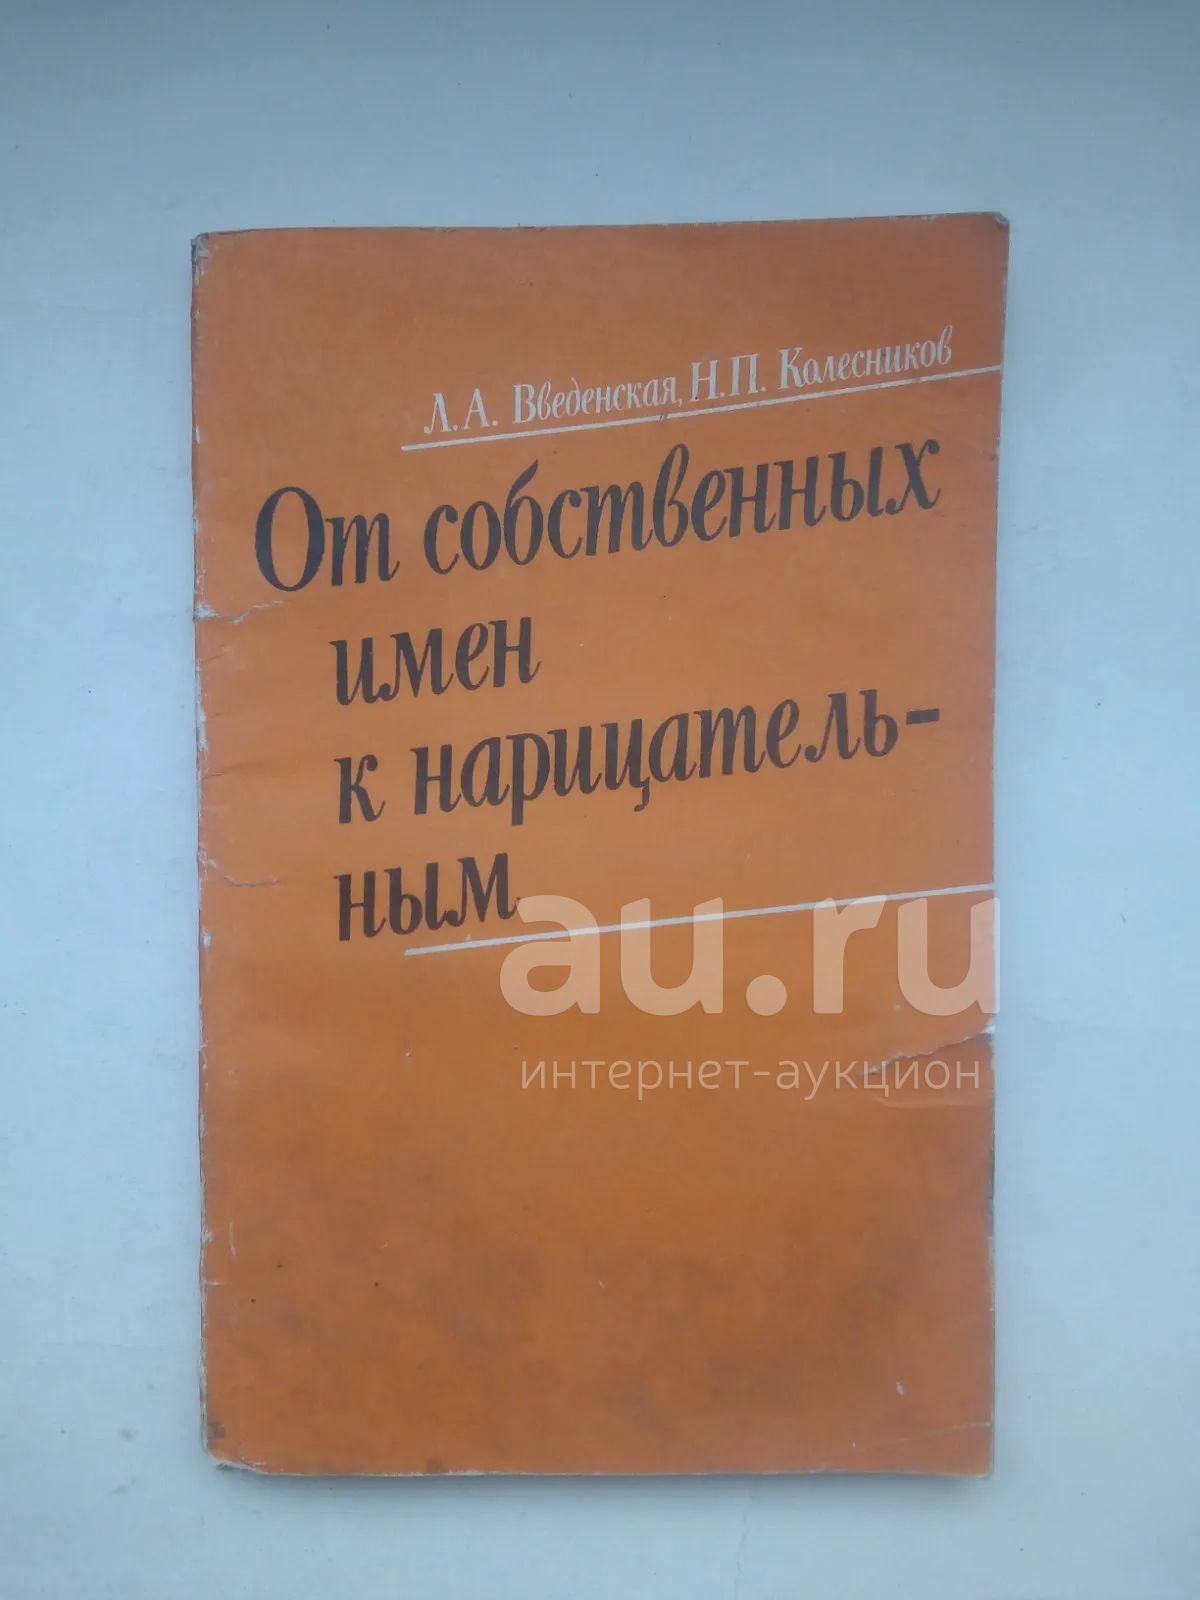 Л.А. Введенская, Н.П. Колесников
От собственных
имен
к нарицатель-
ным
au.ru
интернет-аукцион